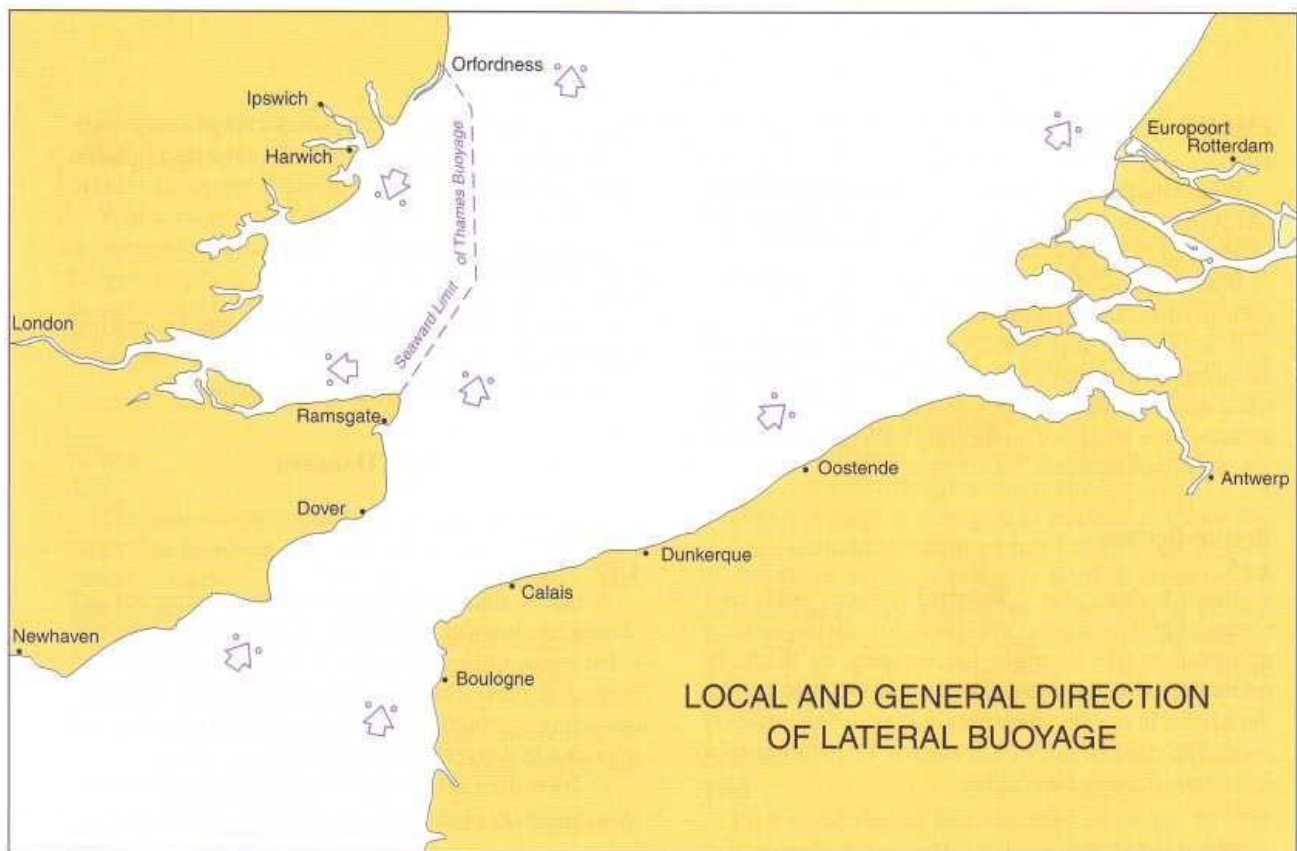 Orfordness
Ipswich
Europoort
Rotterdam
Harwich
Seaward Limit of Thames Buoyage
London
Ramsgate
Oostende
Antwerp
Dover
Dunkerque
Calais
Newhaven
Boulogne
LOCAL AND GENERAL DIRECTION
OF LATERAL BUOYAGE